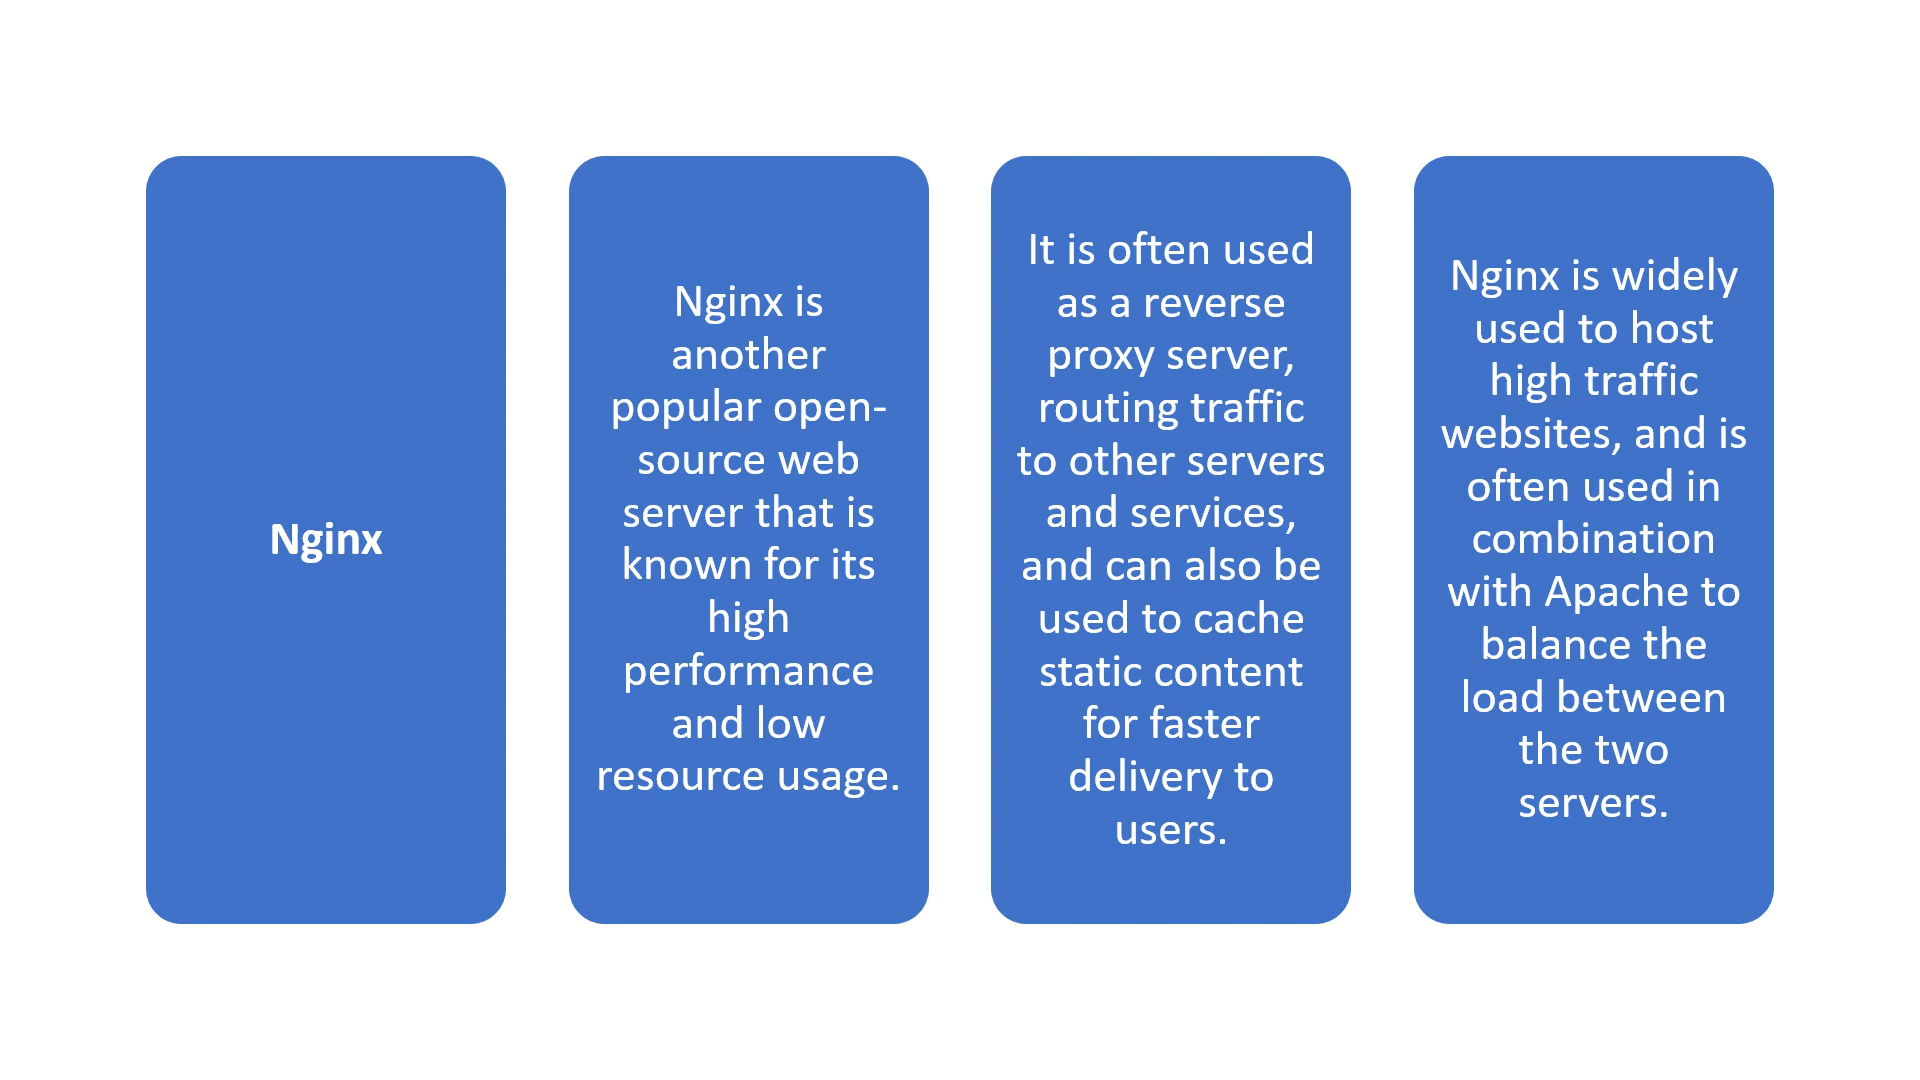 Nginx
Nginx is
another
popular open-
source web
server that is
known for its
high
performance
and low
resource usage.
It is often used
as a reverse
proxy server,
routing traffic
to other servers
and services,
and can also be
used to cache
static content
for faster
delivery to
users.
Nginx is widely
used to host
high traffic
websites, and is
often used in
combination
with Apache to
balance the
load between
the two
servers.